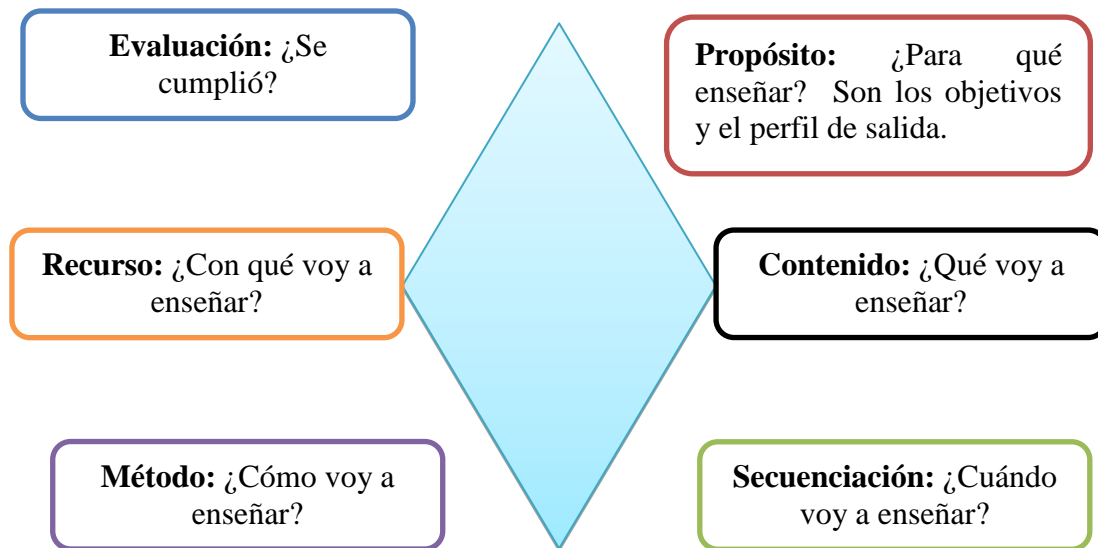 Evaluación: ¿Se
cumplió?
Propósito: ¿Para qué
enseñar? Son los objetivos
y el perfil de salida.
Recurso: ¿Con qué voy a
enseñar?
Contenido: ¿Qué voy a
enseñar?
Método: ¿Cómo voy a
enseñar?
Secuenciación: ¿Cuándo
voy a enseñar?